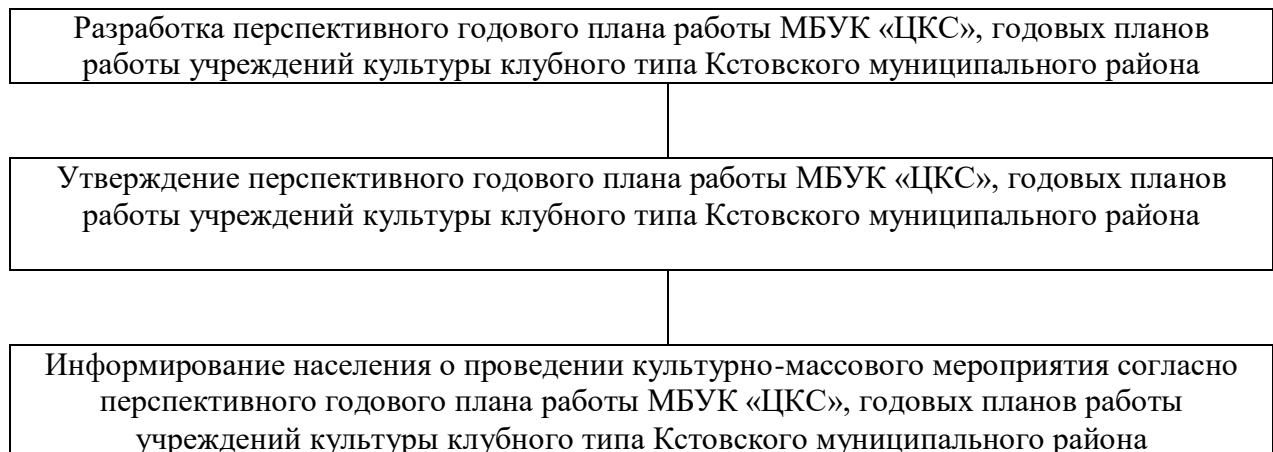 Разработка перспективного годового плана работы МБУК «ЦКС», годовых планов
работы учреждений культуры клубного типа Кстовского муниципального района
Утверждение перспективного годового плана работы МБУК «ЦКС», годовых планов
работы учреждений культуры клубного типа Кстовского муниципального района
Информирование населения о проведении культурно-массового мероприятия согласно
перспективного годового плана работы МБУК «ЦКС», годовых планов работы
учреждений культуры клубного типа Кстовского муниципального района